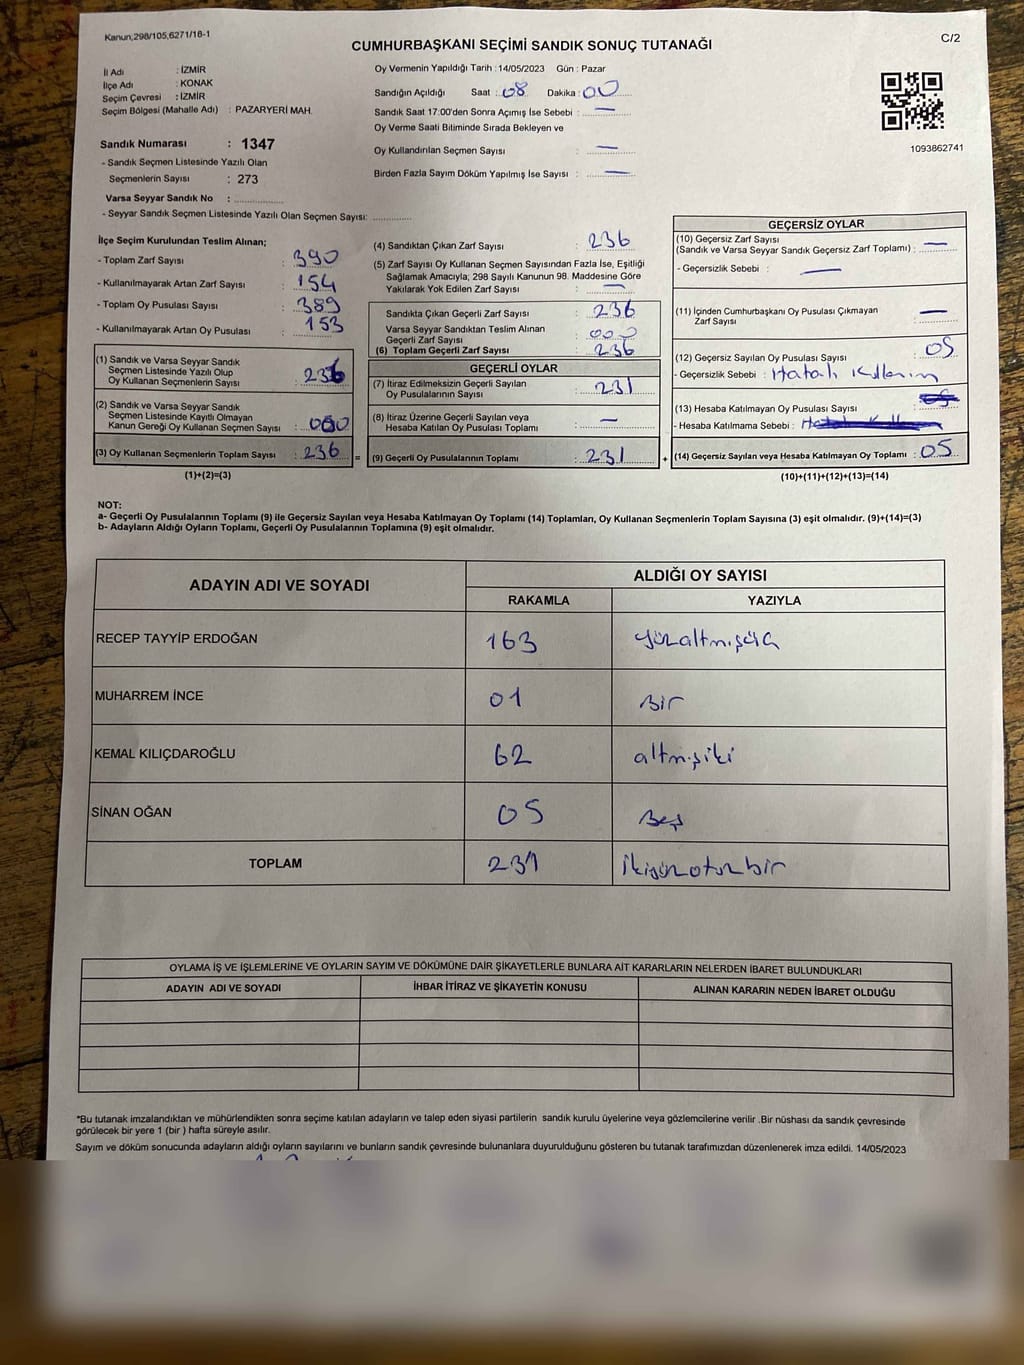 Kanun,298/105,6271/16-1
C/2
CUMHURBAŞKANI SEÇİMİ SANDIK SONUÇ TUTANAĞI
İl Adı : İZMİR
İlçe Adı : KONAK
Seçim Çevresi : İZMİR
Seçim Bölgesi (Mahalle Adı) : PAZARYERİ MAH.
Sandık Numarası : 1347
- Sandık Seçmen Listesinde Yazılı Olan
Seçmenlerin Sayısı : 273
Varsa Seyyar Sandık No : ..............
- Seyyar Sandık Seçmen Listesinde Yazılı Olan Seçmen Sayısı: ............
Oy Vermenin Yapıldığı Tarih : 14/05/2023 Gün : Pazar
Sandığın Açıldığı Saat : 08 Dakika : 00
Sandık Saat 17:00'den Sonra Açımış İse Sebebi : —
Oy Verme Saati Bitiminde Sırada Bekleyen ve
Oy Kullandırılan Seçmen Sayısı : —
Birden Fazla Sayım Döküm Yapılmış İse Sayısı : —
1093862741
İlçe Seçim Kurulundan Teslim Alınan;
- Toplam Zarf Sayısı : 390
- Kullanılmayarak Artan Zarf Sayısı : 154
- Toplam Oy Pusulası Sayısı : 389
- Kullanılmayarak Artan Oy Pusulası : 153
(1) Sandık ve Varsa Seyyar Sandık
Seçmen Listesinde Yazılı Olup
Oy Kullanan Seçmenlerin Sayısı : 236
(2) Sandık ve Varsa Seyyar Sandık
Seçmen Listesinde Kayıtlı Olmayan
Kanun Gereği Oy Kullanan Seçmen Sayısı : 000
(3) Oy Kullanan Seçmenlerin Toplam Sayısı : 236 =
(1)+(2)=(3)
(4) Sandıktan Çıkan Zarf Sayısı : 236
(5) Zarf Sayısı Oy Kullanan Seçmen Sayısından Fazla İse, Eşitliği
Sağlamak Amacıyla; 298 Sayılı Kanunun 98. Maddesine Göre
Yakılarak Yok Edilen Zarf Sayısı : —
Sandıkta Çıkan Geçerli Zarf Sayısı : 236
Varsa Seyyar Sandıktan Teslim Alınan
Geçerli Zarf Sayısı : 000
(6) Toplam Geçerli Zarf Sayısı : 236
GEÇERLİ OYLAR
(7) İtiraz Edilmeksizin Geçerli Sayılan
Oy Pusulalarının Sayısı : 231
(8) İtiraz Üzerine Geçerli Sayılan veya
Hesaba Katılan Oy Pusulaları Toplamı : —
(9) Geçerli Oy Pusulalarının Toplamı : 231 +
GEÇERSİZ OYLAR
(10) Geçersiz Zarf Sayısı
(Sandık ve Varsa Seyyar Sandık Geçersiz Zarf Toplamı) : —
- Geçersizlik Sebebi : —
(11) İçinden Cumhurbaşkanı Oy Pusulası Çıkmayan
Zarf Sayısı : —
(12) Geçersiz Sayılan Oy Pusulası Sayısı : 05
- Geçersizlik Sebebi : Hatalı Kullanım
(13) Hesaba Katılmayan Oy Pusulası Sayısı : 05
- Hesaba Katılmama Sebebi :
(14) Geçersiz Sayılan veya Hesaba Katılmayan Oy Toplamı : 05
(10)+(11)+(12)+(13)=(14)
NOT:
a- Geçerli Oy Pusulalarının Toplamı (9) ile Geçersiz Sayılan veya Hesaba Katılmayan Oy Toplamı (14) Toplamları, Oy Kullanan Seçmenlerin Toplam Sayısına (3) eşit olmalıdır. (9)+(14)=(3)
b- Adayların Aldığı Oyların Toplamı, Geçerli Oy Pusulalarının Toplamına (9) eşit olmalıdır.
ADAYIN ADI VE SOYADI ALDIĞI OY SAYISI
RAKAMLA YAZIYLA
RECEP TAYYİP ERDOĞAN 163 yüzaltmışüç
MUHARREM İNCE 01 Bir
KEMAL KILIÇDAROĞLU 62 altmışiki
SİNAN OĞAN 05 Beş
TOPLAM 231 ikiyüzotuzbir
OYLAMA İŞ VE İŞLEMLERİNE VE OYLARIN SAYIM VE DÖKÜMÜNE DAİR ŞİKAYETLERLE BUNLARA AİT KARARLARIN NELERDEN İBARET BULUNDUKLARI
ADAYIN ADI VE SOYADI İHBAR İTİRAZ VE ŞİKAYETİN KONUSU ALINAN KARARIN NEDEN İBARET OLDUĞU
*Bu tutanak imzalandıktan ve mühürlendikten sonra seçime katılan adayların ve talep eden siyasi partilerin sandık kurulu üyelerine veya gözlemcilerine verilir .Bir nüshası da sandık çevresinde
görülecek bir yere 1 (bir ) hafta süreyle asılır.
Sayım ve döküm sonucunda adayların aldığı oyların sayılarını ve bunların sandık çevresinde bulunanlara duyurulduğunu gösteren bu tutanak tarafımızdan düzenlenerek imza edildi. 14/05/2023